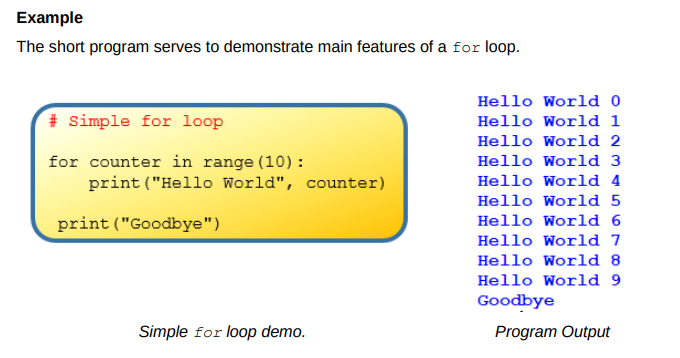 Example
The short program serves to demonstrate main features of a for loop.
# Simple for loop
for counter in range(10):
    print("Hello World", counter)
 print("Goodbye")
Simple for loop demo.
Hello World 0
Hello World 1
Hello World 2
Hello World 3
Hello World 4
Hello World 5
Hello World 6
Hello World 7
Hello World 8
Hello World 9
Goodbye
Program Output